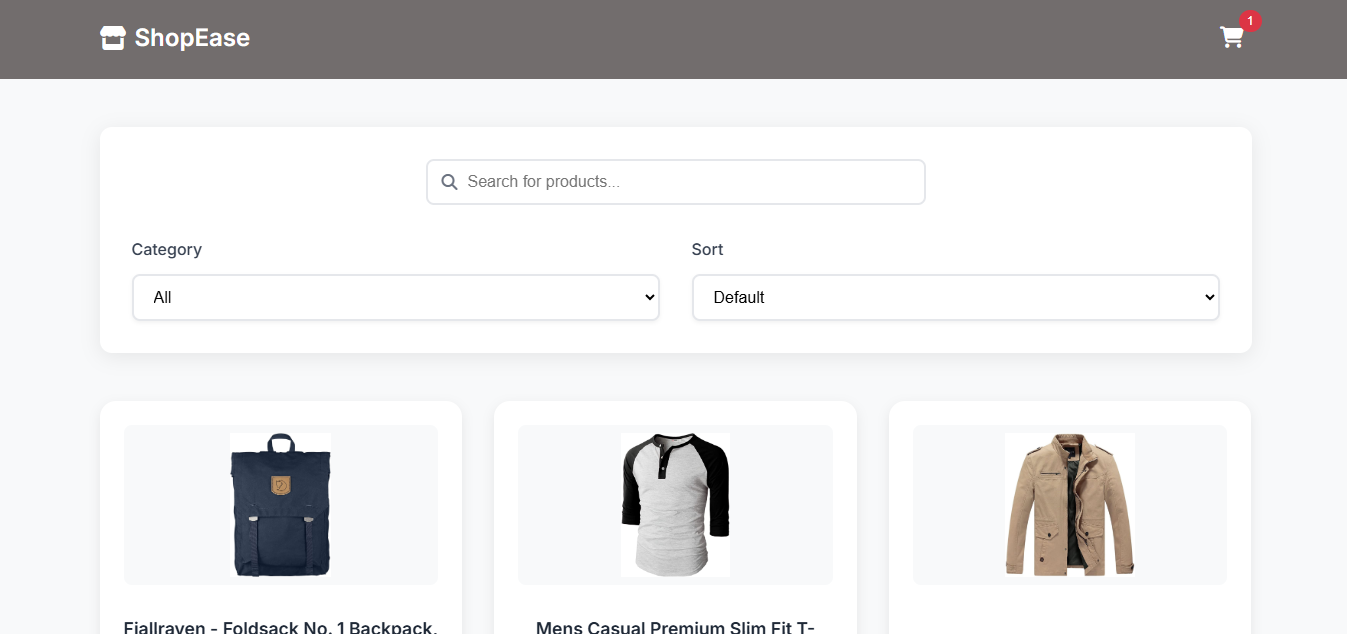 ShopEase
1
Search for products...
Category
Sort
All
Default
Fjallraven - Foldsack No. 1 Backpack,
Mens Casual Premium Slim Fit T-